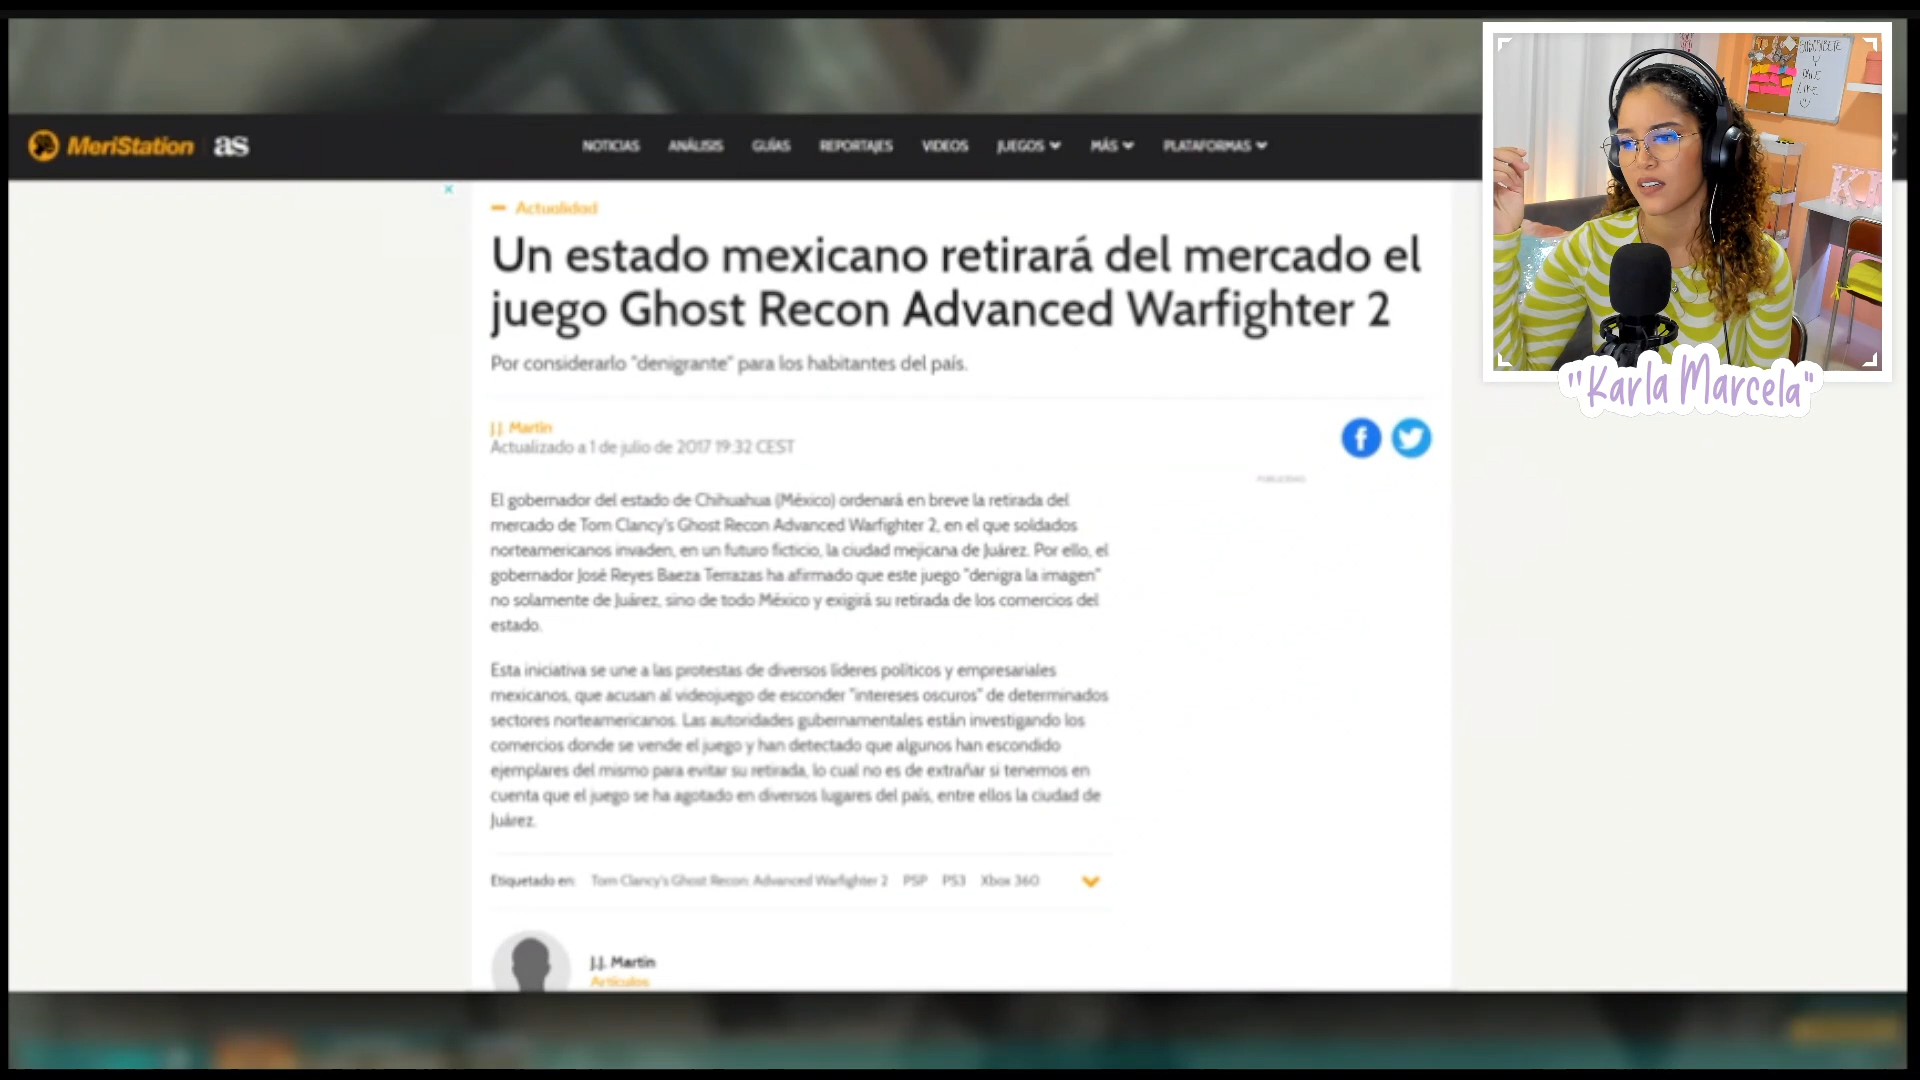 MeriStation as
NOTICIAS ANÁLISIS GUÍAS REPORTAJES VIDEOS JUEGOS MÁS PLATAFORMAS
Actualidad
Un estado mexicano retirará del mercado el
juego Ghost Recon Advanced Warfighter 2
Por considerarlo "denigrante" para los habitantes del país.
J.J. Martin
Actualizado a 1 de julio de 2017 19:32 CEST
PUBLICIDAD
El gobernador del estado de Chihuahua (México) ordenará en breve la retirada del
mercado de Tom Clancy's Ghost Recon Advanced Warfighter 2, en el que soldados
norteamericanos invaden, en un futuro ficticio, la ciudad mejicana de Juárez. Por ello, el
gobernador José Reyes Baeza Terrazas ha afirmado que este juego "denigra la imagen"
no solamente de Juárez, sino de todo México y exigirá su retirada de los comercios del
estado.
Esta iniciativa se une a las protestas de diversos líderes políticos y empresariales
mexicanos, que acusan al videojuego de esconder "intereses oscuros" de determinados
sectores norteamericanos. Las autoridades gubernamentales están investigando los
comercios donde se vende el juego y han detectado que algunos han escondido
ejemplares del mismo para evitar su retirada, lo cual no es de extrañar si tenemos en
cuenta que el juego se ha agotado en diversos lugares del país, entre ellos la ciudad de
Juárez.
Etiquetado en: Tom Clancy's Ghost Recon: Advanced Warfighter 2 PSP PS3 Xbox 360
J.J. Martin
Artículos
SUSCRÍBETE
Y
DALE
LIKE
KM
"Karla Marcela"